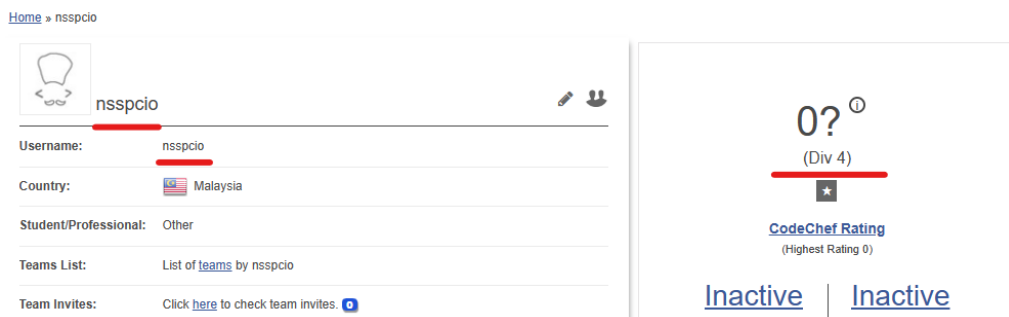 Home » nsspcio
nsspcio
Username: nsspcio
Country: Malaysia
Student/Professional: Other
Teams List: List of teams by nsspcio
Team Invites: Click here to check team invites. 0
0? i
(Div 4)
★
CodeChef Rating
(Highest Rating 0)
Inactive | Inactive